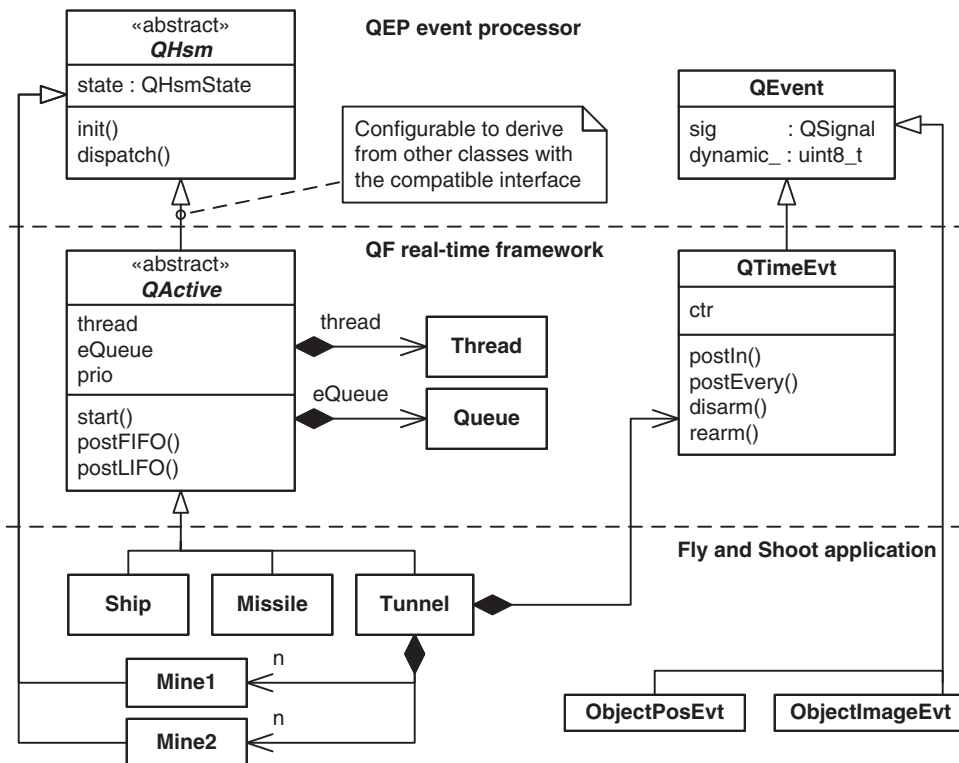 «abstract»
QHsm
state : QHsmState
init()
dispatch()
QEP event processor
Configurable to derive
from other classes with
the compatible interface
QEvent
sig : QSignal
dynamic_ : uint8_t
QF real-time framework
«abstract»
QActive
thread
eQueue
prio
start()
postFIFO()
postLIFO()
thread
Thread
eQueue
Queue
QTimeEvt
ctr
postIn()
postEvery()
disarm()
rearm()
Fly and Shoot application
Ship
Missile
Tunnel
n
Mine1
n
Mine2
ObjectPosEvt
ObjectImageEvt